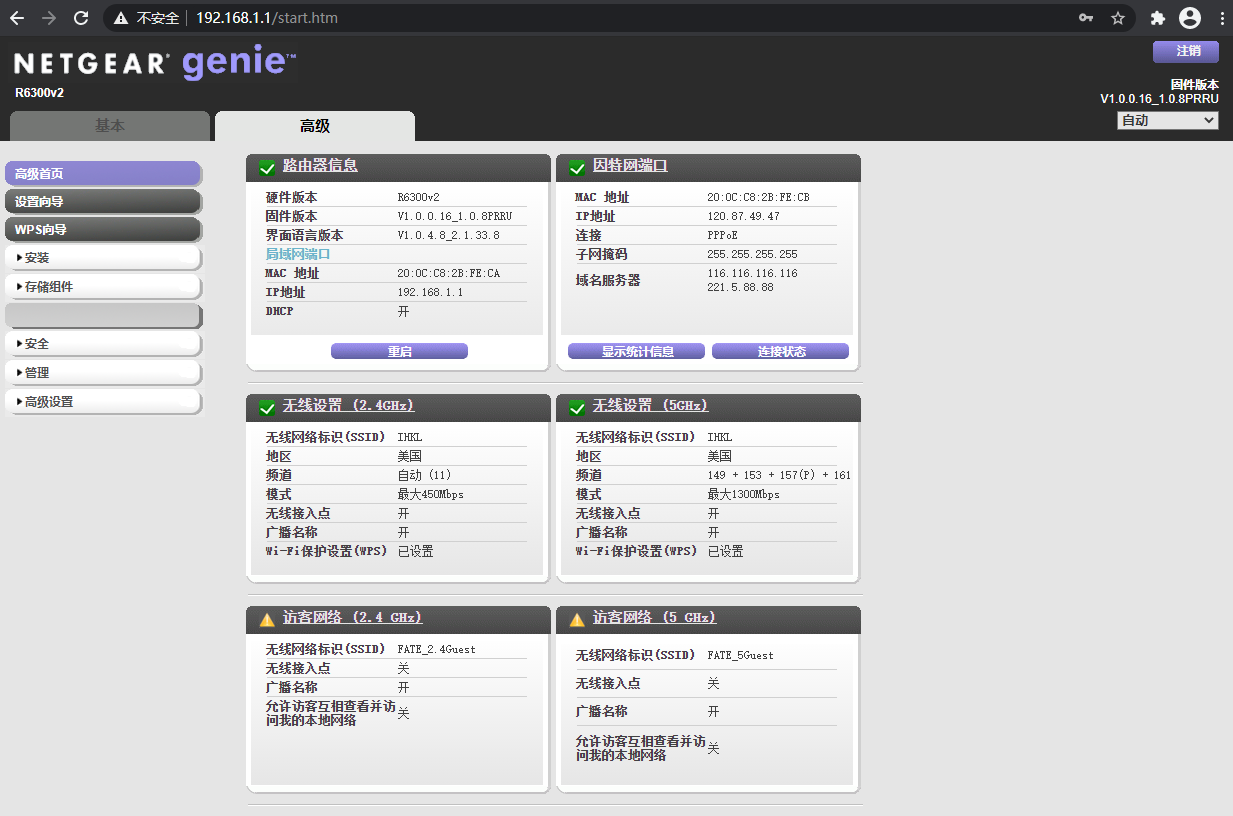 不安全 192.168.1.1/start.htm
NETGEAR genie™
R6300v2
注销
固件版本
V1.0.0.16_1.0.8PRRU
自动
基本
高级
高级首页
设置向导
WPS向导
安装
存储组件
安全
管理
高级设置
路由器信息
硬件版本 R6300v2
固件版本 V1.0.0.16_1.0.8PRRU
界面语言版本 V1.0.4.8_2.1.33.8
局域网端口
MAC 地址 20:0C:C8:2B:FE:CA
IP地址 192.168.1.1
DHCP 开
重启
因特网端口
MAC 地址 20:0C:C8:2B:FE:CB
IP地址 120.87.49.47
连接 PPPoE
子网掩码 255.255.255.255
域名服务器 116.116.116.116
221.5.88.88
显示统计信息 连接状态
无线设置 (2.4GHz)
无线网络标识(SSID) IHKL
地区 美国
频道 自动 (11)
模式 最大450Mbps
无线接入点 开
广播名称 开
Wi-Fi保护设置(WPS) 已设置
无线设置 (5GHz)
无线网络标识(SSID) IHKL
地区 美国
频道 149 + 153 + 157(P) + 161
模式 最大1300Mbps
无线接入点 开
广播名称 开
Wi-Fi保护设置(WPS) 已设置
访客网络 (2.4 GHz)
无线网络标识(SSID) FATE_2.4Guest
无线接入点 关
广播名称 开
允许访客互相查看并访
问我的本地网络 关
访客网络 (5 GHz)
无线网络标识(SSID) FATE_5Guest
无线接入点 关
广播名称 开
允许访客互相查看并访
问我的本地网络 关